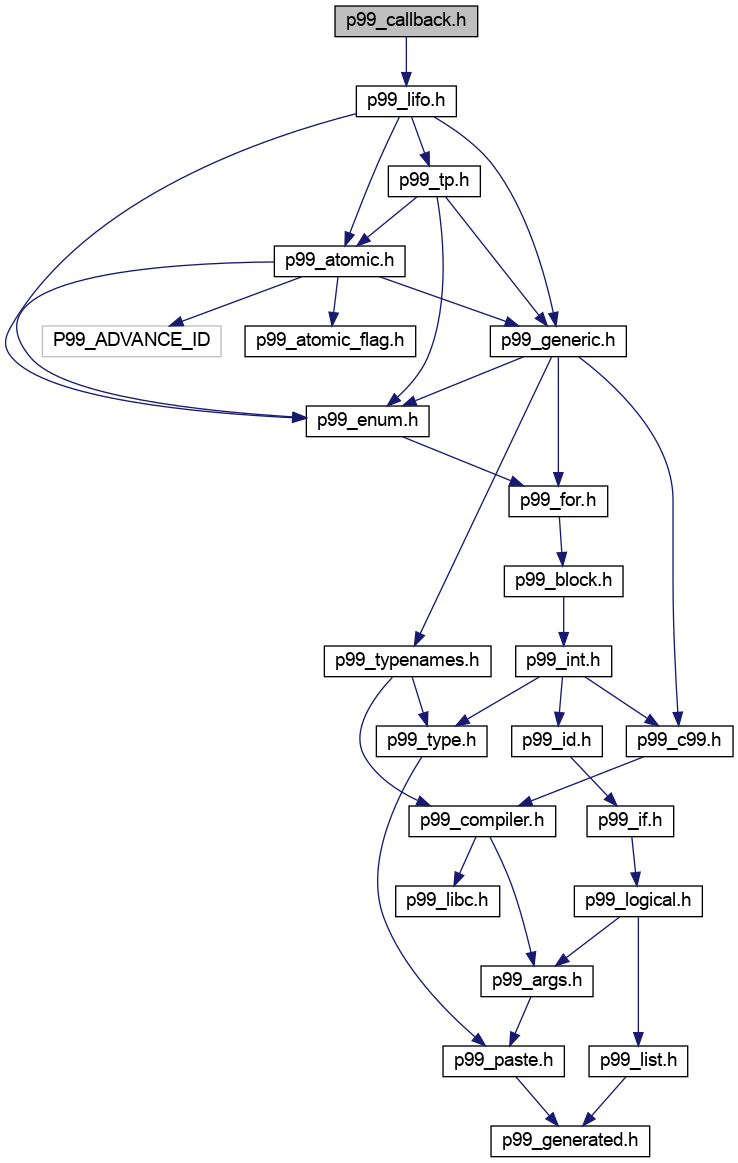 p99_callback.h
p99_lifo.h
p99_tp.h
p99_atomic.h
P99_ADVANCE_ID
p99_atomic_flag.h
p99_generic.h
p99_enum.h
p99_for.h
p99_block.h
p99_typenames.h
p99_int.h
p99_type.h
p99_id.h
p99_c99.h
p99_compiler.h
p99_if.h
p99_libc.h
p99_logical.h
p99_args.h
p99_paste.h
p99_list.h
p99_generated.h